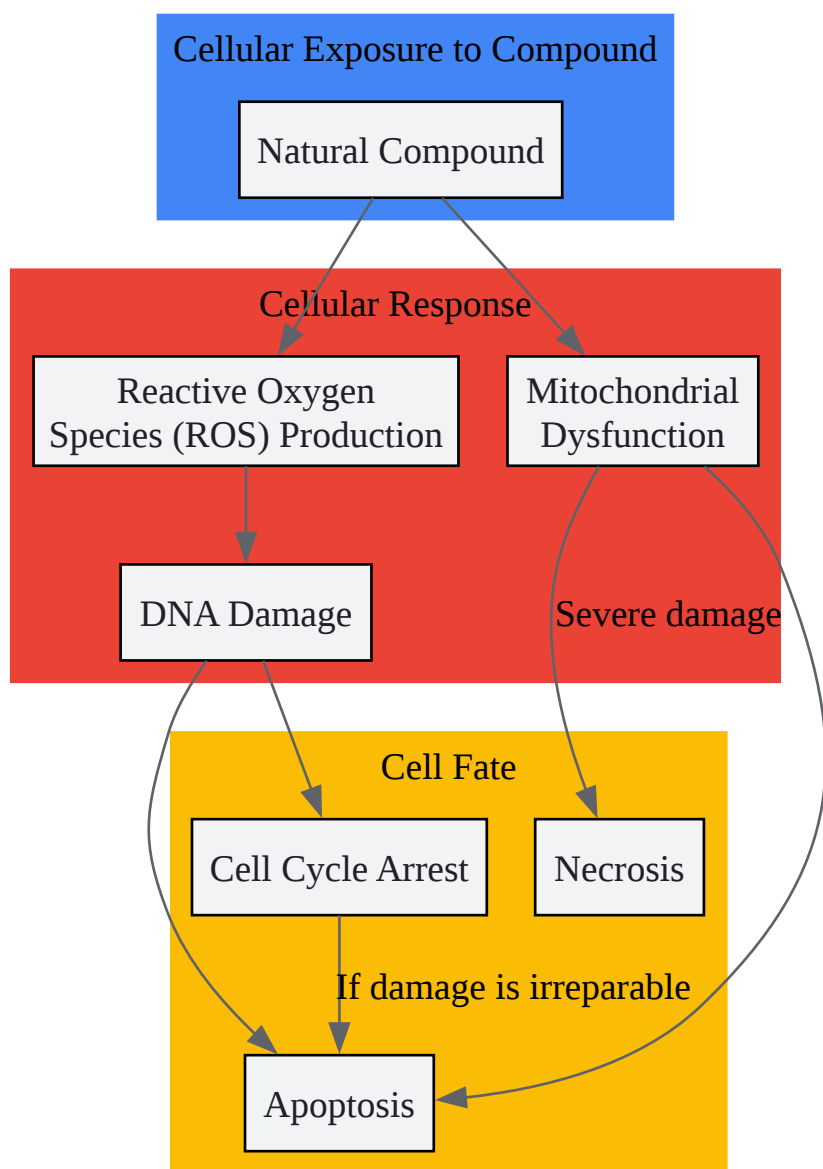 Cellular Exposure to Compound
Natural Compound
Cellular Response
Reactive Oxygen
Species (ROS) Production
Mitochondrial
Dysfunction
DNA Damage
Severe damage
Cell Fate
Cell Cycle Arrest
Necrosis
If damage is irreparable
Apoptosis